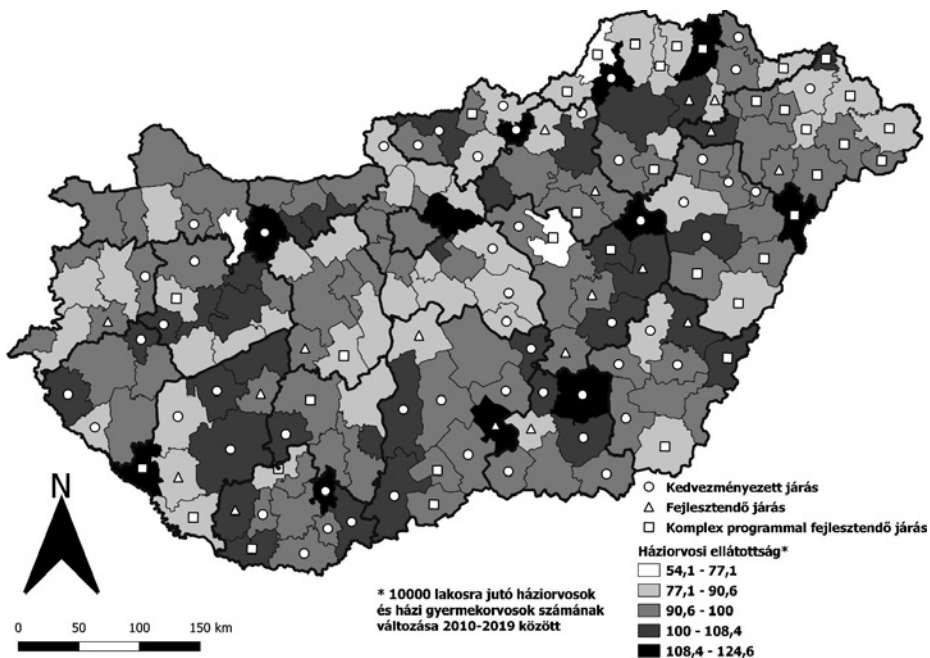 N
0 50 100 150 km
* 10000 lakosra jutó háziorvosok
és házi gyermekorvosok számának
változása 2010-2019 között
Kedvezményezett járás
Fejlesztendő járás
Komplex programmal fejlesztendő járás
Háziorvosi ellátottság*
54,1 - 77,1
77,1 - 90,6
90,6 - 100
100 - 108,4
108,4 - 124,6